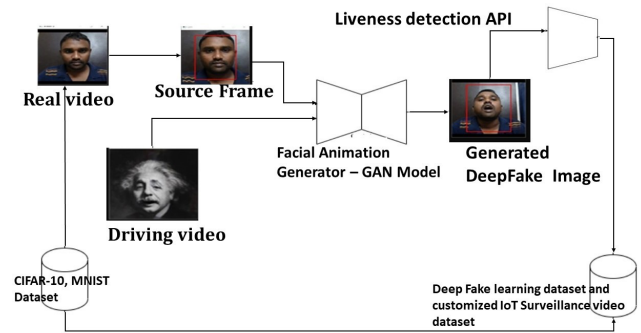 Liveness detection API
Real video
Source Frame
Facial Animation
Generator – GAN Model
Generated
DeepFake Image
Driving video
CIFAR-10, MNIST
Dataset
Deep Fake learning dataset and
customized IoT Surveillance video
dataset